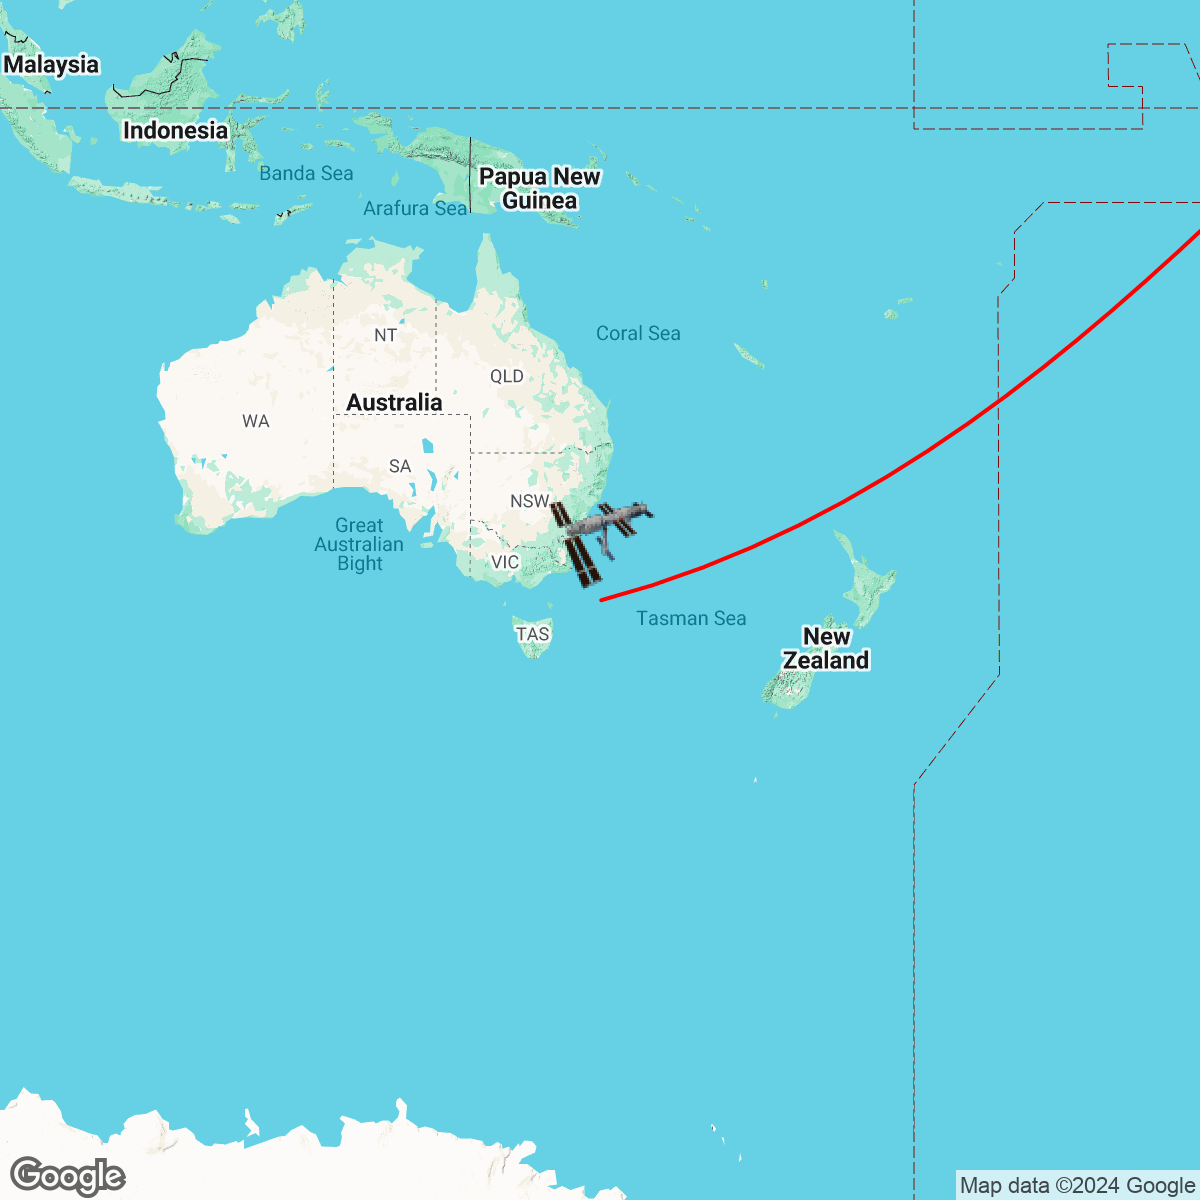 Malaysia
Indonesia
Banda Sea
Papua New
Guinea
Arafura Sea
Coral Sea
NT
QLD
Australia
WA
SA
NSW
Great
Australian
Bight
VIC
TAS
Tasman Sea
New
Zealand
Google
Map data ©2024 Google